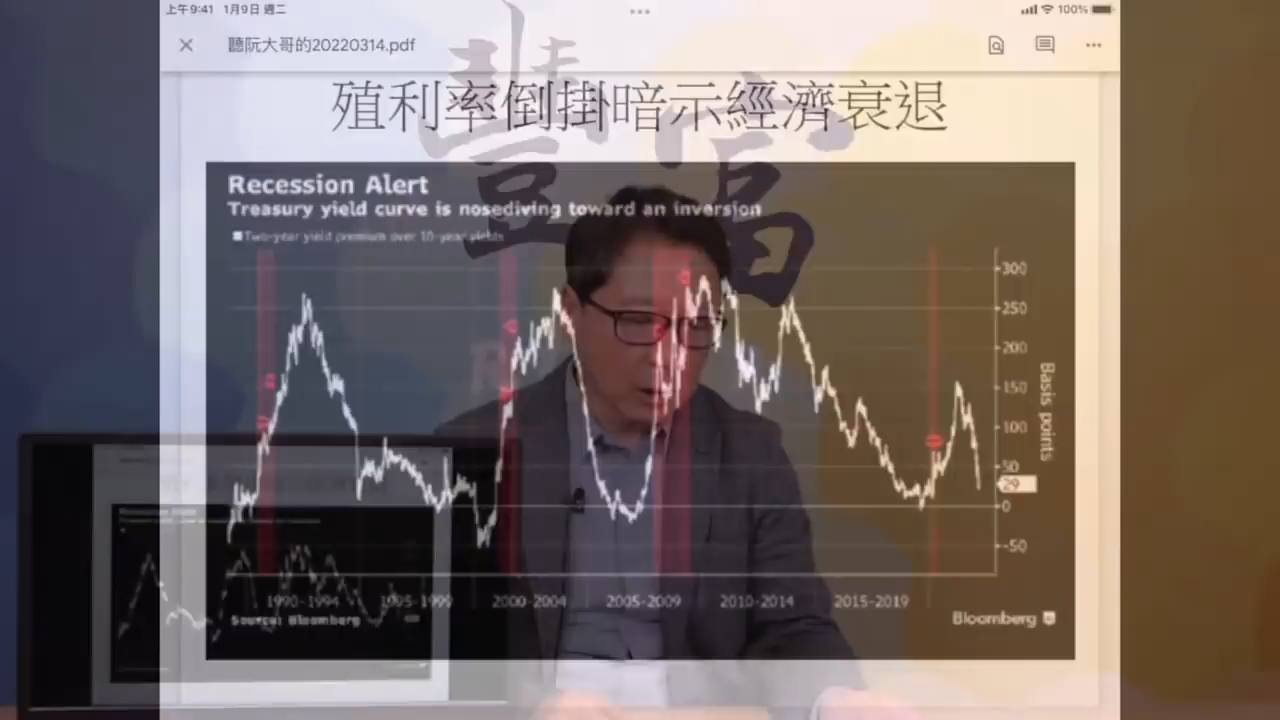 上午9:41 1月9日 週二
100%
聽阮大哥的20220314.pdf
殖利率倒掛暗示經濟衰退
豐富
Recession Alert
Treasury yield curve is nosediving toward an inversion
Two-year yield premium over 10-year yields
300
250
200
150
100
50
29
0
-50
Basis points
1990-1994 1995-1999 2000-2004 2005-2009 2010-2014 2015-2019
Source: Bloomberg
Bloomberg
Recession Alert